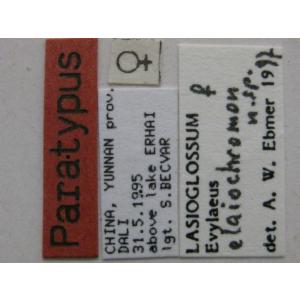 Paratypus
♀
CHINA, YUNNAN prov.
DALI
31.5.1995
above lake ERHAI
lgt. S.BECVAR
LASIOGLOSSUM ♀
Evylaeus
elaiochromon
n.sp.
det. A. W. Ebmer 1997